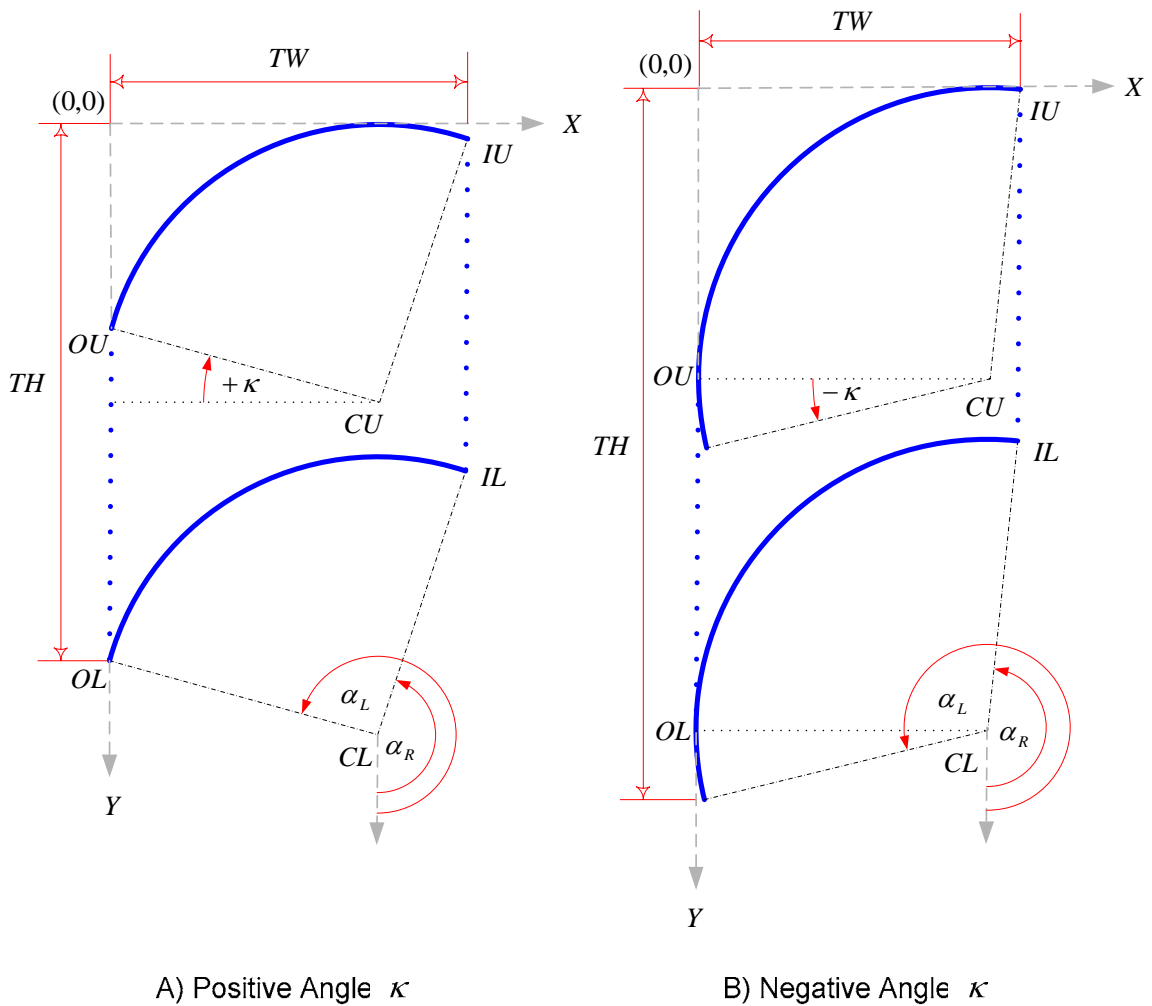 TW
(0,0)
X
IU
OU
+κ
TH
CU
IL
OL
α_L
CL
α_R
Y
A) Positive Angle κ
TW
(0,0)
X
IU
OU
−κ
CU
TH
IL
α_L
OL
CL
α_R
Y
B) Negative Angle κ